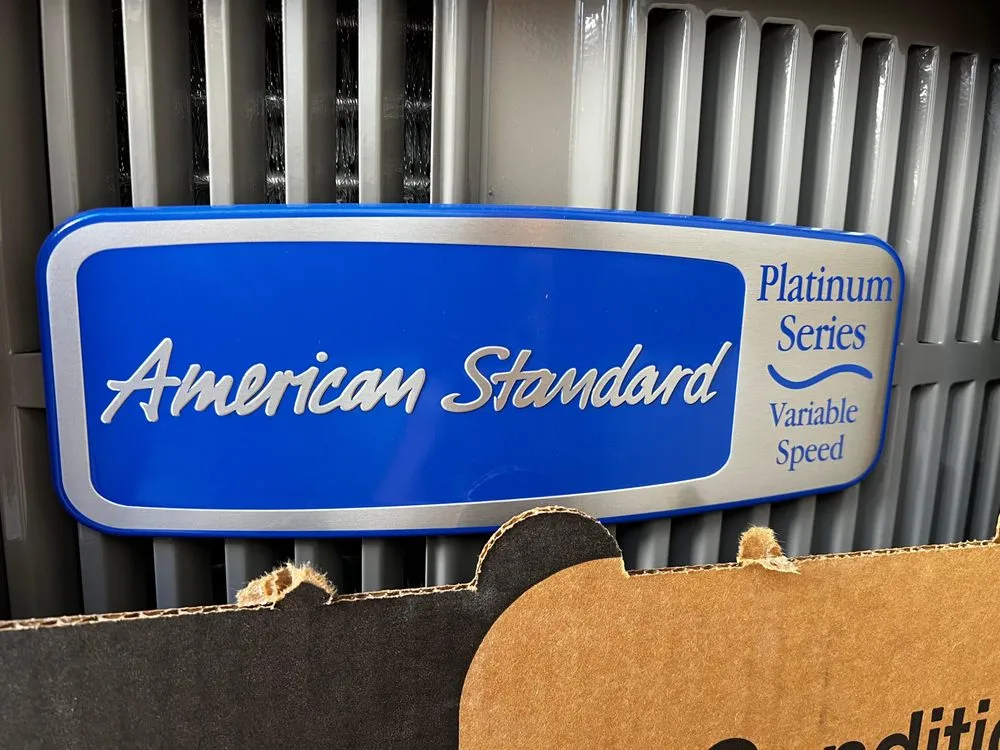 American Standard
Platinum
Series
Variable
Speed